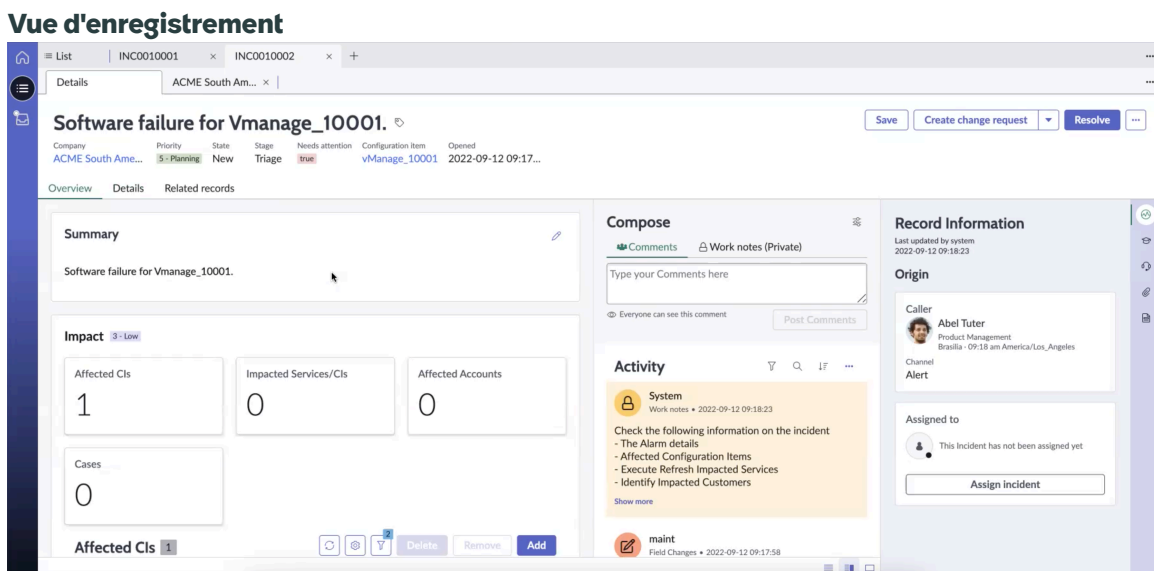 Vue d'enregistrement
List INC0010001 × INC0010002 × +
Details ACME South Am... ×
Software failure for Vmanage_10001.
Save Create change request Resolve
Company Priority State Stage Needs attention Configuration item Opened
ACME South Ame... 5 - Planning New Triage true vManage_10001 2022-09-12 09:17...
Overview Details Related records
Summary
Software failure for Vmanage_10001.
Impact 3 - Low
Affected CIs
1
Impacted Services/CIs
0
Affected Accounts
0
Cases
0
Affected CIs 1
2
Delete Remove Add
Compose
Comments Work notes (Private)
Type your Comments here
Everyone can see this comment
Post Comments
Activity
System
Work notes • 2022-09-12 09:18:23
Check the following information on the incident
- The Alarm details
- Affected Configuration Items
- Execute Refresh Impacted Services
- Identify Impacted Customers
Show more
maint
Field Changes • 2022-09-12 09:17:58
Record Information
Last updated by system
2022-09-12 09:18:23
Origin
Caller
Abel Tuter
Product Management
Brasilia - 09:18 am America/Los_Angeles
Channel
Alert
Assigned to
This Incident has not been assigned yet
Assign incident